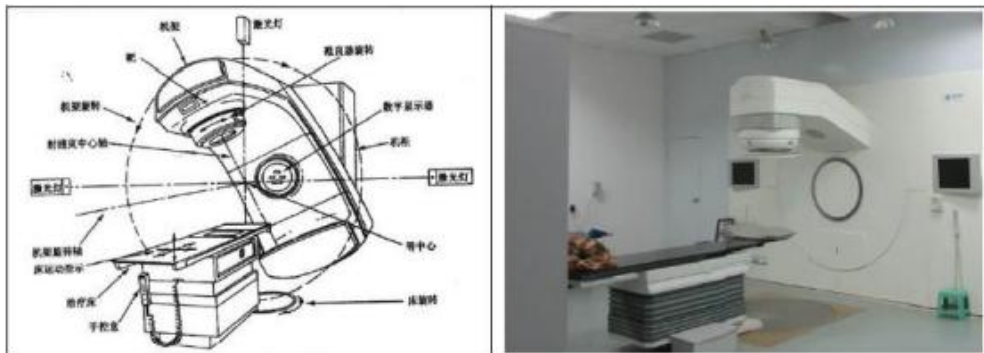 激光灯
机架
靶
准直器旋转
机架旋转
数字显示器
射线束中心轴
机柜
激光灯
激光灯
机架旋转轴
等中心
床运动指示
治疗床
床旋转
手控盒